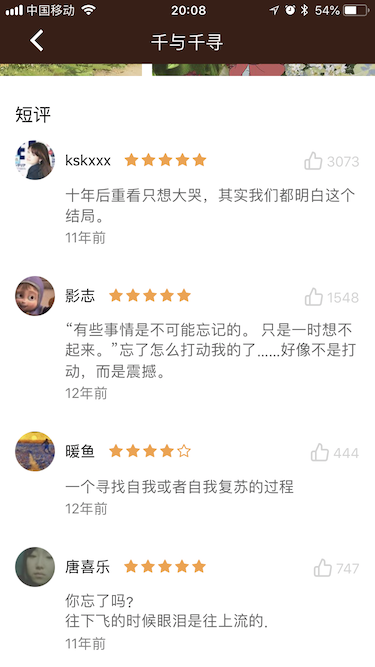 中国移动 20:08 54%
千与千寻
短评
kskxxx 3073
十年后重看只想大哭，其实我们都明白这个
结局。
11年前
影志 1548
“有些事情是不可能忘记的。 只是一时想不
起来。”忘了怎么打动我的了......好像不是打
动，而是震撼。
12年前
暖鱼 444
一个寻找自我或者自我复苏的过程
12年前
唐喜乐 747
你忘了吗?
往下飞的时候眼泪是往上流的.
11年前